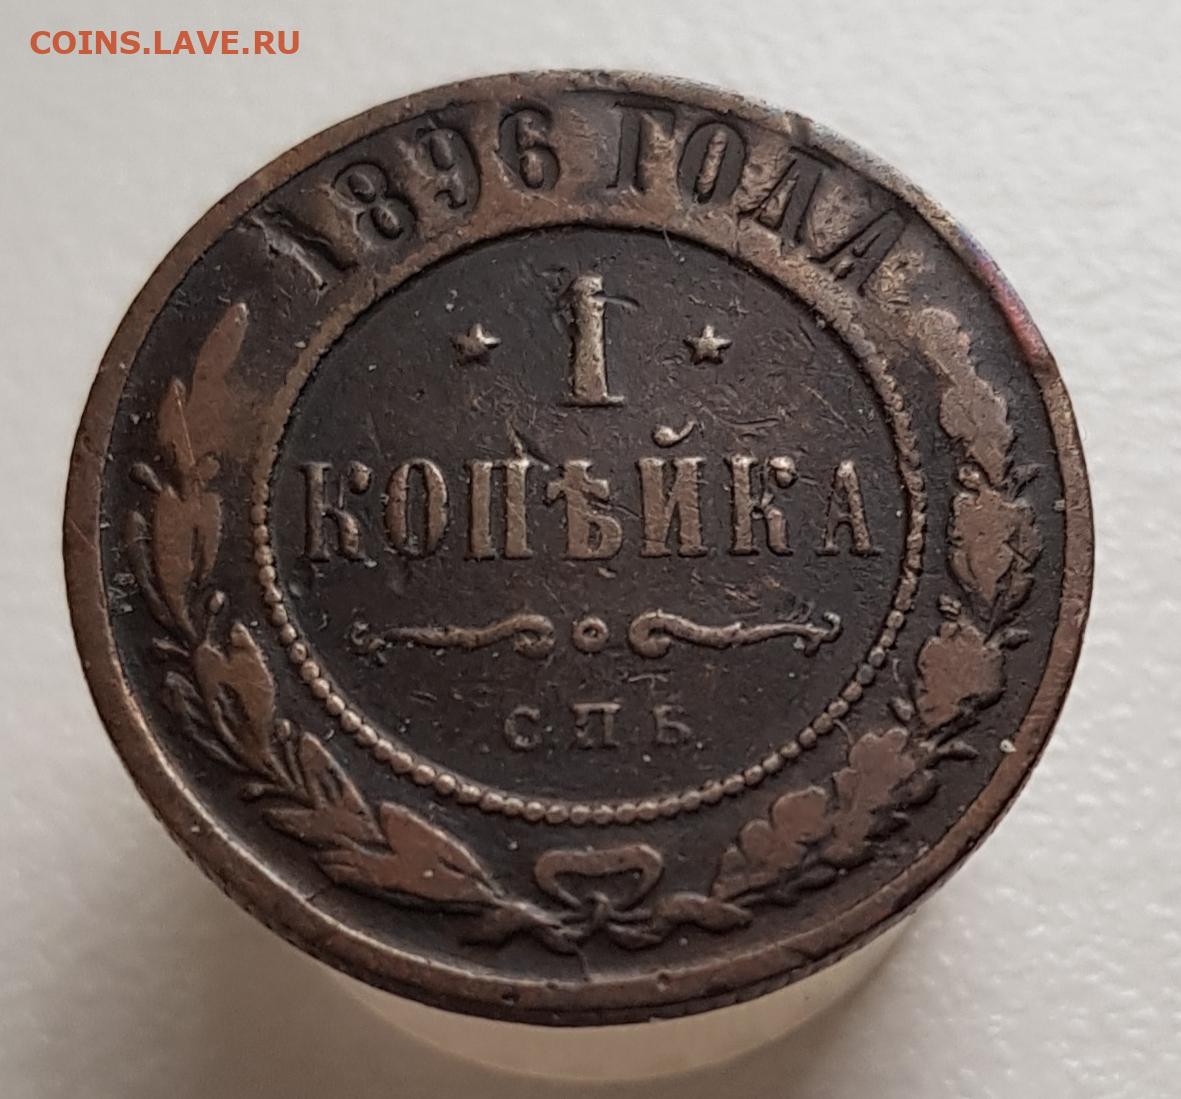 COINS.LAVE.RU
1896 ГОДА
1
КОПѢЙКА
С.П.Б.